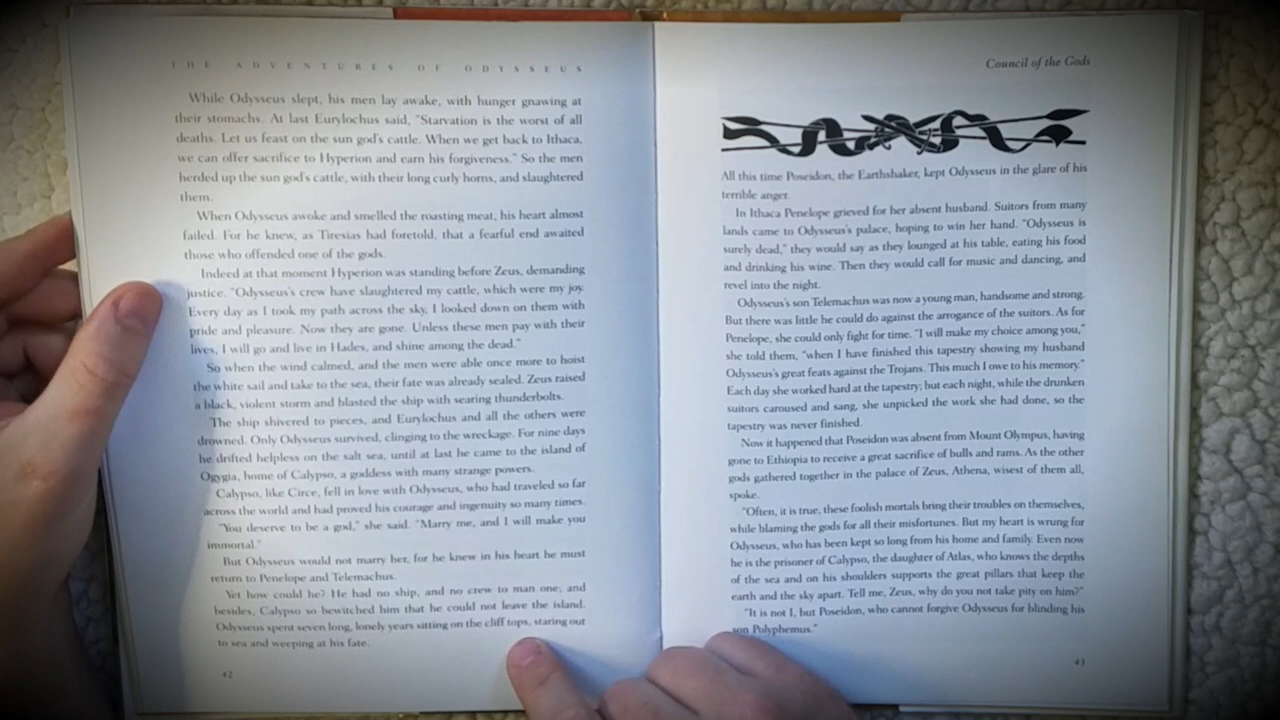 THE ADVENTURES OF ODYSSEUS
While Odysseus slept, his men lay awake, with hunger gnawing at
their stomachs. At last Eurylochus said, "Starvation is the worst of all
deaths. Let us feast on the sun god's cattle. When we get back to Ithaca,
we can offer sacrifice to Hyperion and earn his forgiveness." So the men
herded up the sun god's cattle, with their long curly horns, and slaughtered
them.
When Odysseus awoke and smelled the roasting meat, his heart almost
failed. For he knew, as Tiresias had foretold, that a fearful end awaited
those who offended one of the gods.
Indeed at that moment Hyperion was standing before Zeus, demanding
justice. "Odysseus's crew have slaughtered my cattle, which were my joy.
Every day as I took my path across the sky, I looked down on them with
pride and pleasure. Now they are gone. Unless these men pay with their
lives, I will go and live in Hades, and shine among the dead."
So when the wind calmed, and the men were able once more to hoist
the white sail and take to the sea, their fate was already sealed. Zeus raised
a black, violent storm and blasted the ship with searing thunderbolts.
The ship shivered to pieces, and Eurylochus and all the others were
drowned. Only Odysseus survived, clinging to the wreckage. For nine days
he drifted helpless on the salt sea, until at last he came to the island of
Ogygia, home of Calypso, a goddess with many strange powers.
Calypso, like Circe, fell in love with Odysseus, who had traveled so far
across the world and had proved his courage and ingenuity so many times.
"You deserve to be a god," she said. "Marry me, and I will make you
immortal."
But Odysseus would not marry her, for he knew in his heart he must
return to Penelope and Telemachus.
Yet how could he? He had no ship, and no crew to man one; and
besides, Calypso so bewitched him that he could not leave the island.
Odysseus spent seven long, lonely years sitting on the cliff tops, staring out
to sea and weeping at his fate.
42
Council of the Gods
All this time Poseidon, the Earthshaker, kept Odysseus in the glare of his
terrible anger.
In Ithaca Penelope grieved for her absent husband. Suitors from many
lands came to Odysseus's palace, hoping to win her hand. "Odysseus is
surely dead," they would say as they lounged at his table, eating his food
and drinking his wine. Then they would call for music and dancing, and
revel into the night.
Odysseus's son Telemachus was now a young man, handsome and strong.
But there was little he could do against the arrogance of the suitors. As for
Penelope, she could only fight for time. "I will make my choice among you,"
she told them, "when I have finished this tapestry showing my husband
Odysseus's great feats against the Trojans. This much I owe to his memory."
Each day she worked hard at the tapestry; but each night, while the drunken
suitors caroused and sang, she unpicked the work she had done, so the
tapestry was never finished.
Now it happened that Poseidon was absent from Mount Olympus, having
gone to Ethiopia to receive a great sacrifice of bulls and rams. As the other
gods gathered together in the palace of Zeus, Athena, wisest of them all,
spoke.
"Often, it is true, these foolish mortals bring their troubles on themselves,
while blaming the gods for all their misfortunes. But my heart is wrung for
Odysseus, who has been kept so long from his home and family. Even now
he is the prisoner of Calypso, the daughter of Atlas, who knows the depths
of the sea and on his shoulders supports the great pillars that keep the
earth and the sky apart. Tell me, Zeus, why do you not take pity on him?"
"It is not I, but Poseidon, who cannot forgive Odysseus for blinding his
son Polyphemus."
43